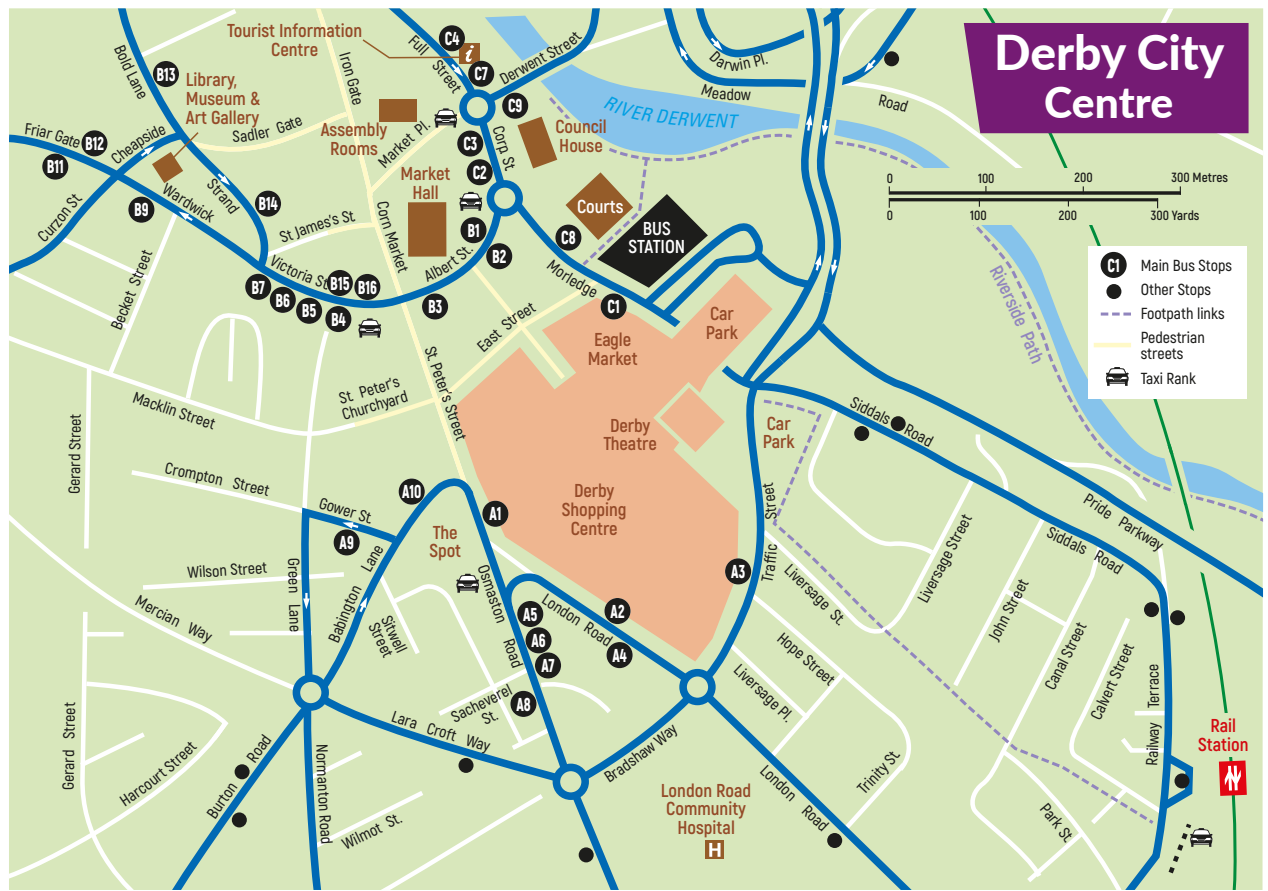 Derby City
Centre
Tourist Information
Centre
i
C4
Full
Street
C7
Derwent Street
C9
Darwin Pl.
Meadow
Road
RIVER DERWENT
Bold Lane
B13
Iron Gate
Library,
Museum &
Art Gallery
Sadler Gate
Assembly
Rooms
Market Pl.
C3
Corp St
C2
Council
House
Friar Gate
B12
B11
Cheapside
Curzon St
B9
Wardwick
Strand
B14
Market
Hall
Courts
BUS
STATION
C8
B1
B2
St James's St
Corn Market
Albert St.
Morledge
C1
Becket Street
Victoria St
B15
B16
B7
B6
B5
B4
B3
East Street
Eagle
Market
Car
Park
0
100
200
300 Metres
0
100
200
300 Yards
C1
Main Bus Stops
Other Stops
Footpath links
Pedestrian
streets
Taxi Rank
Riverside Path
St. Peter's
Churchyard
St. Peter's Street
Macklin Street
Gerard Street
Derby
Theatre
Car
Park
Siddals
Road
Crompton Street
A10
Gower St.
A9
The
Spot
A1
Derby
Shopping
Centre
Traffic
Street
A3
Pride Parkway
Siddals Road
Wilson Street
Green Lane
Babington
Lane
Mercian Way
Sitwell
Street
Osmaston
Road
A5
A6
A7
A8
London Road
A2
A4
Liversage St.
Liversage Street
John Street
Canal Street
Calvert Street
Hope Street
Liversage Pl.
Sacheverel
St.
Lara Croft Way
Bradshaw Way
Trinity St
Railway
Terrace
Rail
Station
Gerard Street
Harcourt Street
Burton Road
Normanton Road
Wilmot St.
London Road
Community
Hospital
H
London
Road
Park St